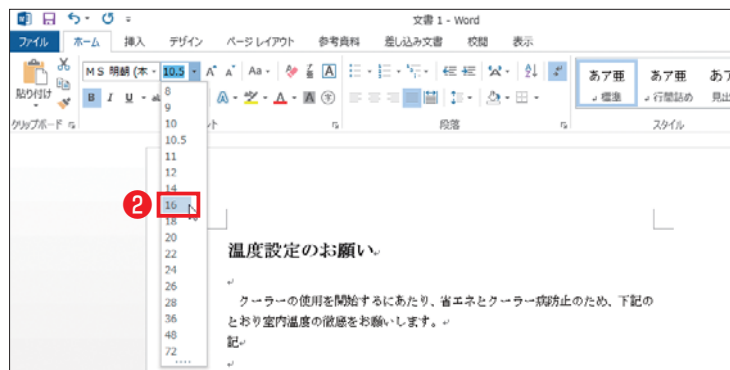 文書 1 - Word
ファイル ホーム 挿入 デザイン ページ レイアウト 参考資料 差し込み文書 校閲 表示
ＭＳ 明朝 (本 10.5 A A Aa A
貼り付け B I U A A
あア亜 あア亜 あア
標準 行間詰め 見出
クリップボード 段落 スタイル
8
9
10
10.5
11
12
14
2 16
18
20
22
24
26
28
36
48
72
温度設定のお願い
クーラーの使用を開始するにあたり、省エネとクーラー病防止のため、下記の
とおり室内温度の徹底をお願いします。
記